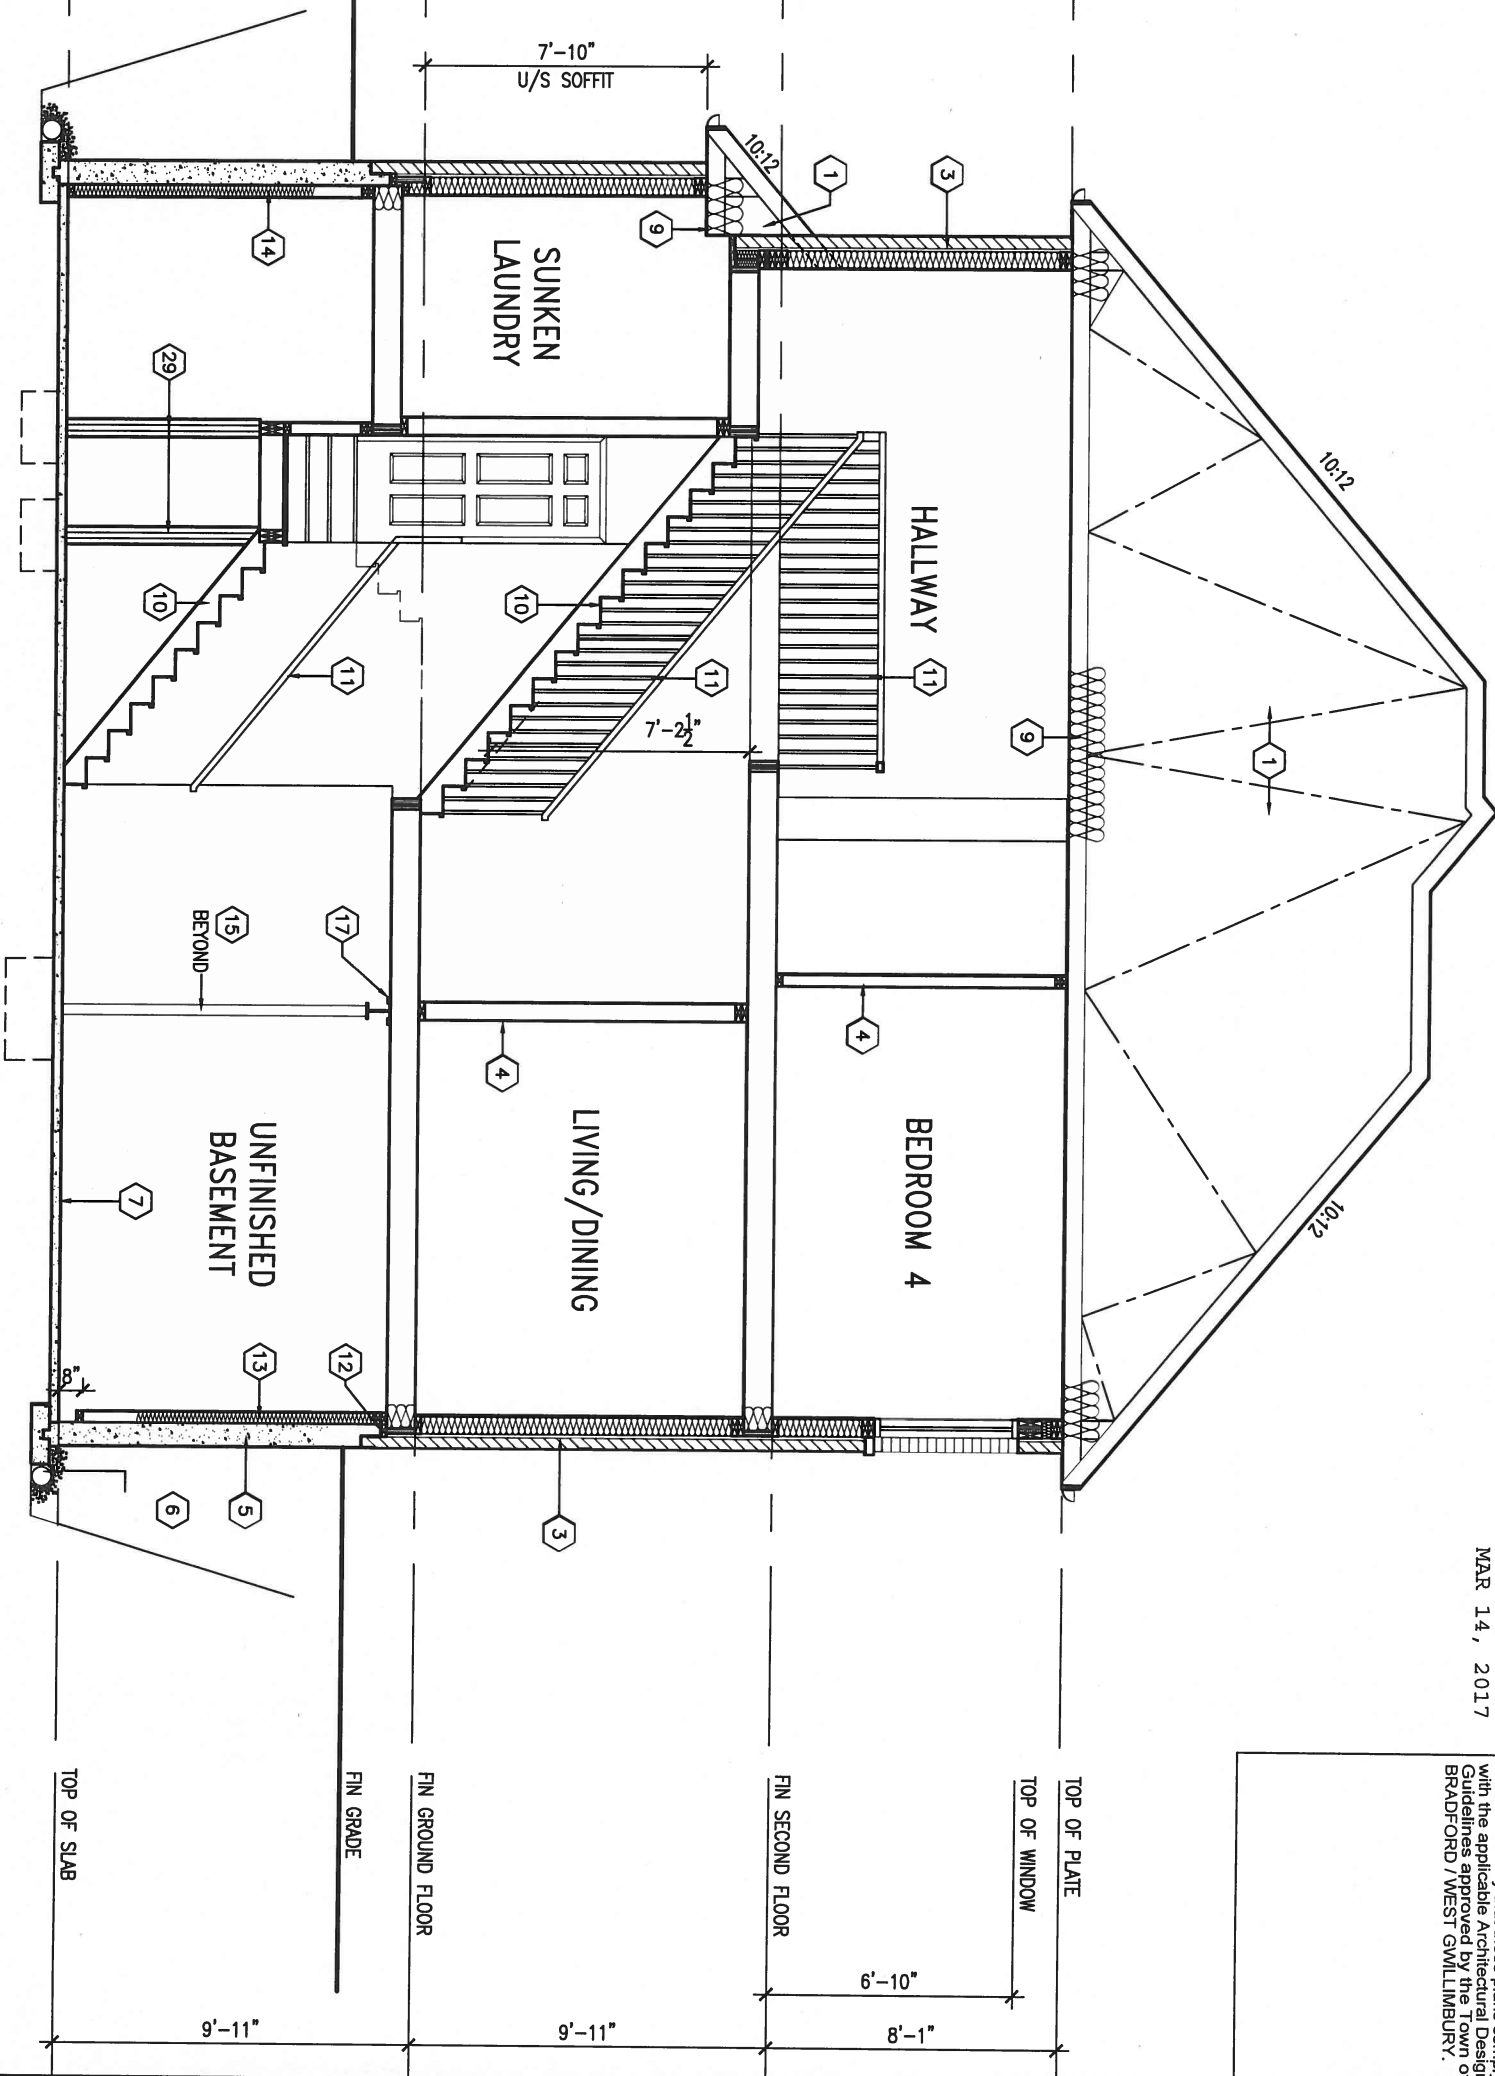 MAR 14, 2017
with the applicable Architectural Design
Guidelines approved by the Town of
BRADFORD / WEST GWILLIMBURY.
10:12
10:12
10:12
1
1
3
9
9
HALLWAY
11
BEDROOM 4
4
TOP OF PLATE
TOP OF WINDOW
6'-10"
8'-1"
FIN SECOND FLOOR
7'-10"
U/S SOFFIT
SUNKEN
LAUNDRY
10
11
7'-2½"
4
LIVING/DINING
3
9'-11"
FIN GROUND FLOOR
FIN GRADE
14
29
10
11
15
BEYOND
17
UNFINISHED
BASEMENT
7
13
12
8"
5
6
9'-11"
TOP OF SLAB